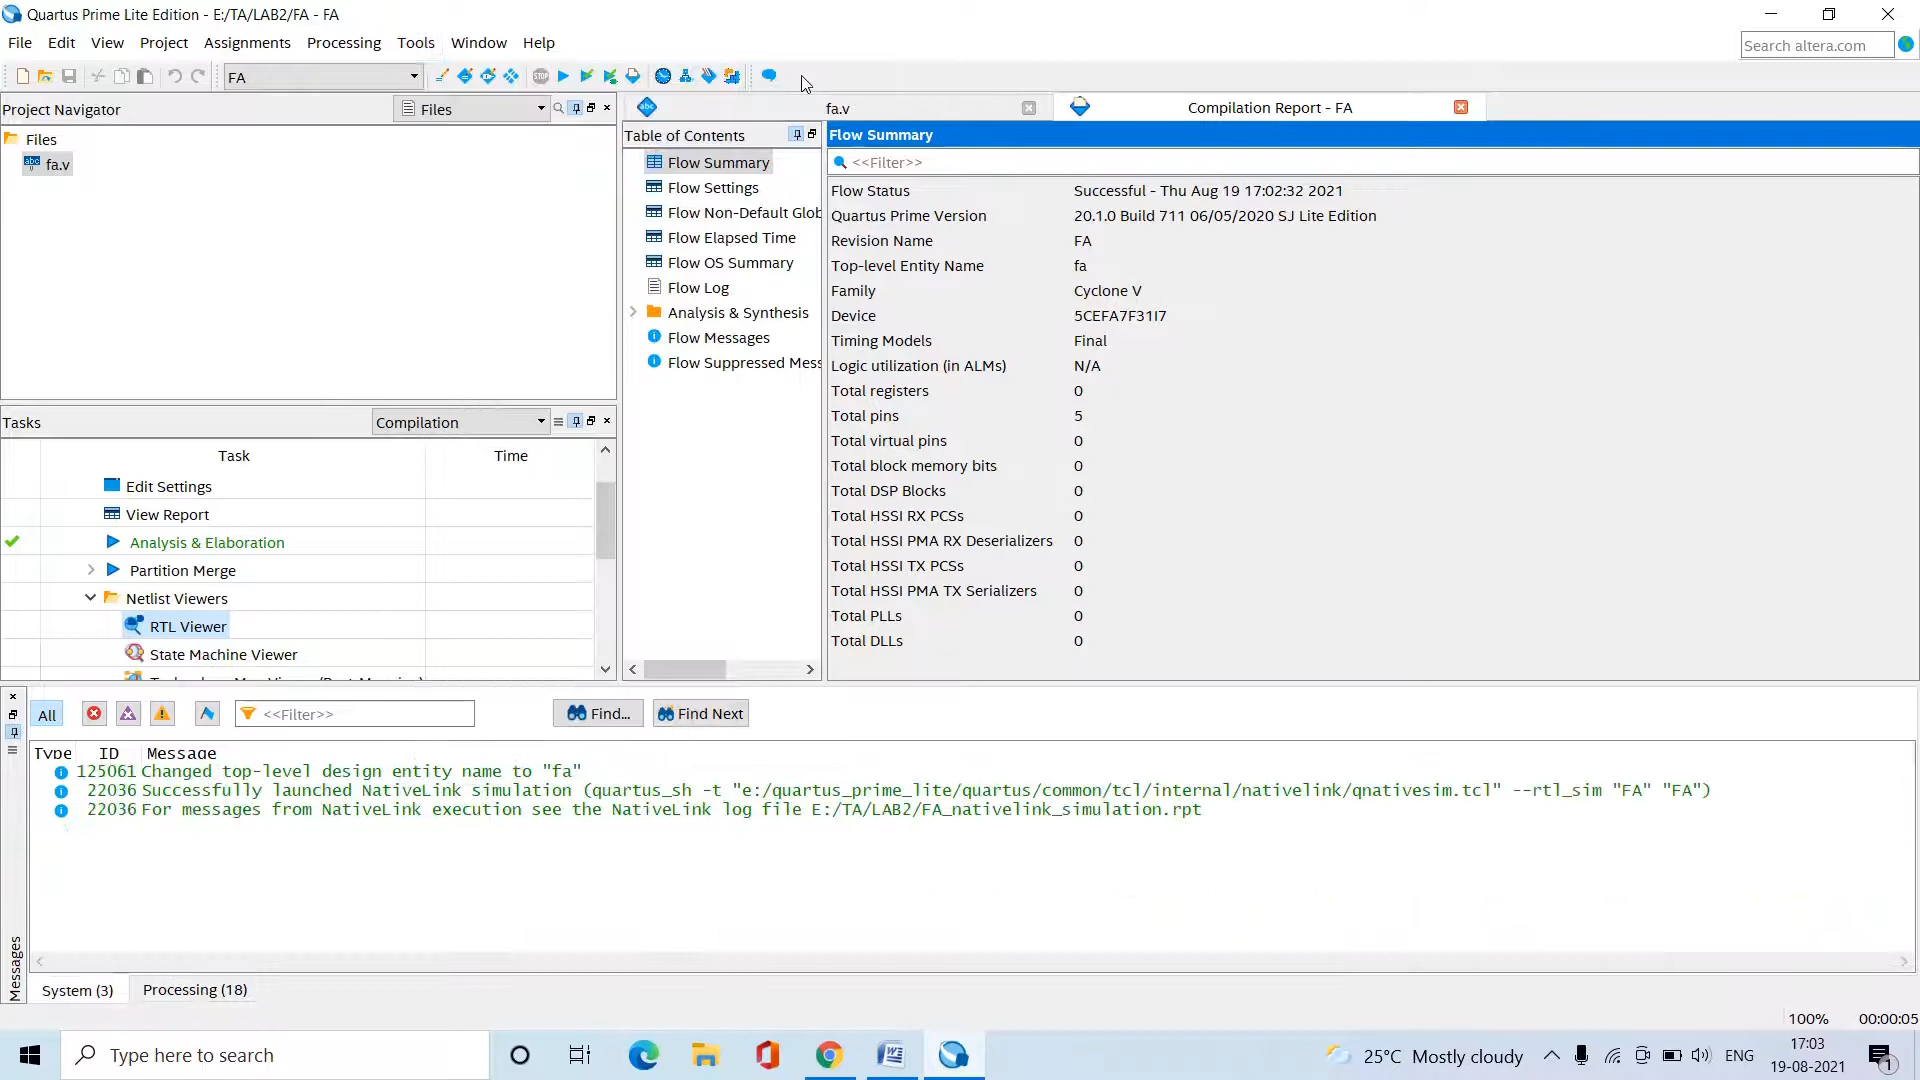 Quartus Prime Lite Edition - E:/TA/LAB2/FA - FA
File Edit View Project Assignments Processing Tools Window Help
Search altera.com
FA
Project Navigator
Files
Files
fa.v
fa.v
Compilation Report - FA
Table of Contents
Flow Summary
Flow Settings
Flow Non-Default Glob
Flow Elapsed Time
Flow OS Summary
Flow Log
Analysis & Synthesis
Flow Messages
Flow Suppressed Mess
Flow Summary
<<Filter>>
Flow Status Successful - Thu Aug 19 17:02:32 2021
Quartus Prime Version 20.1.0 Build 711 06/05/2020 SJ Lite Edition
Revision Name FA
Top-level Entity Name fa
Family Cyclone V
Device 5CEFA7F31I7
Timing Models Final
Logic utilization (in ALMs) N/A
Total registers 0
Total pins 5
Total virtual pins 0
Total block memory bits 0
Total DSP Blocks 0
Total HSSI RX PCSs 0
Total HSSI PMA RX Deserializers 0
Total HSSI TX PCSs 0
Total HSSI PMA TX Serializers 0
Total PLLs 0
Total DLLs 0
Tasks
Compilation
Task Time
Edit Settings
View Report
Analysis & Elaboration
Partition Merge
Netlist Viewers
RTL Viewer
State Machine Viewer
All
<<Filter>>
Find...
Find Next
Type ID Message
125061 Changed top-level design entity name to "fa"
22036 Successfully launched NativeLink simulation (quartus_sh -t "e:/quartus_prime_lite/quartus/common/tcl/internal/nativelink/qnativesim.tcl" --rtl_sim "FA" "FA")
22036 For messages from NativeLink execution see the NativeLink log file E:/TA/LAB2/FA_nativelink_simulation.rpt
Messages
System (3)
Processing (18)
100% 00:00:05
Type here to search
25°C Mostly cloudy
ENG
17:03
19-08-2021
1